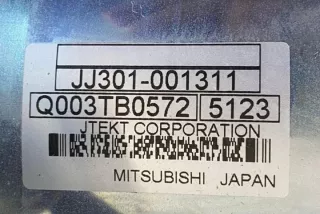 JJ301-001311
Q003TB0572 5123
JTEKT CORPORATION
MITSUBISHI JAPAN